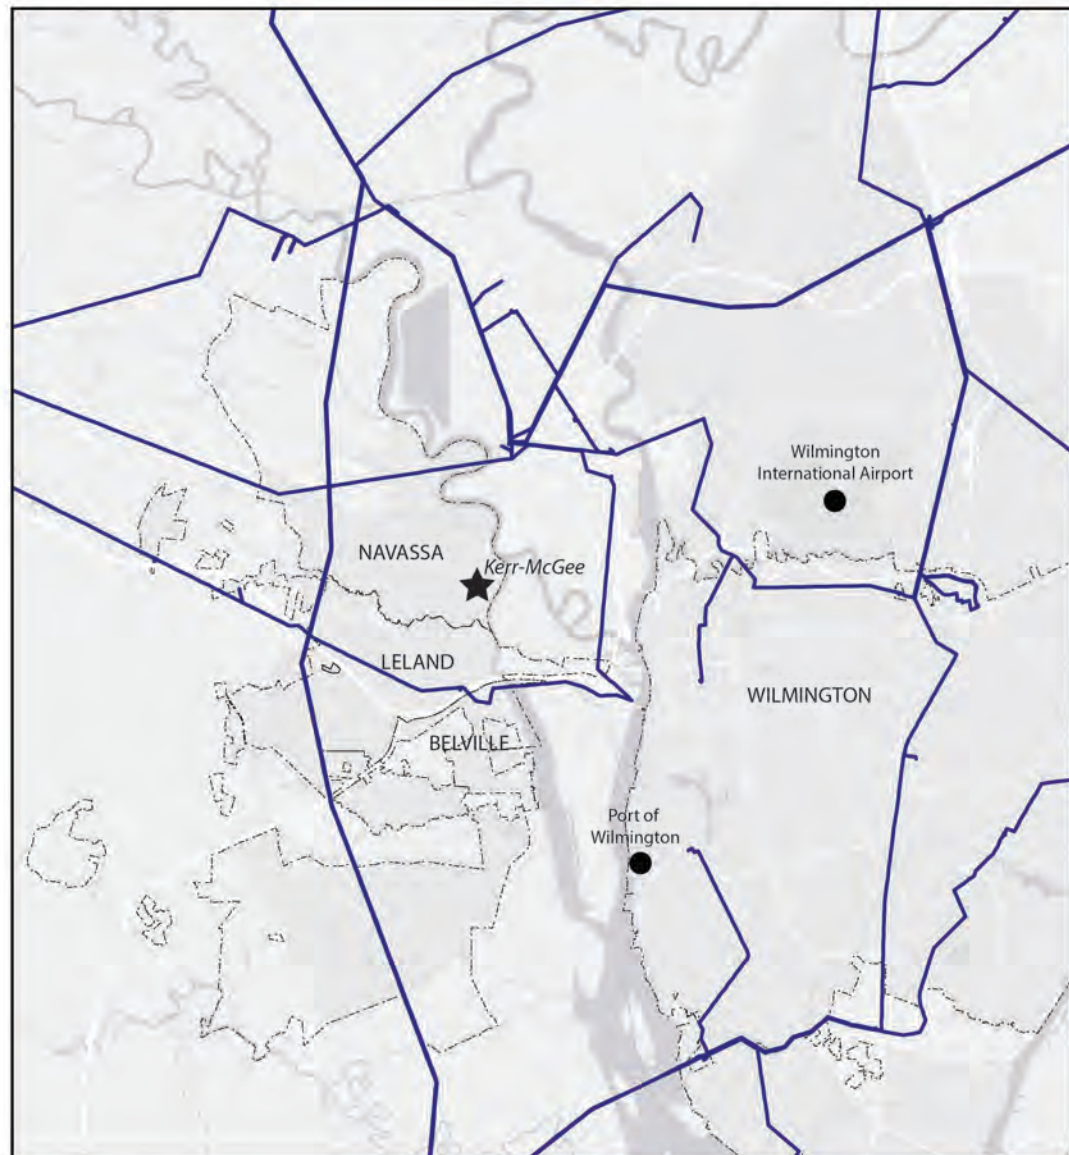 Wilmington
International Airport
NAVASSA
Kerr-McGee
LELAND
WILMINGTON
BELVILLE
Port of
Wilmington